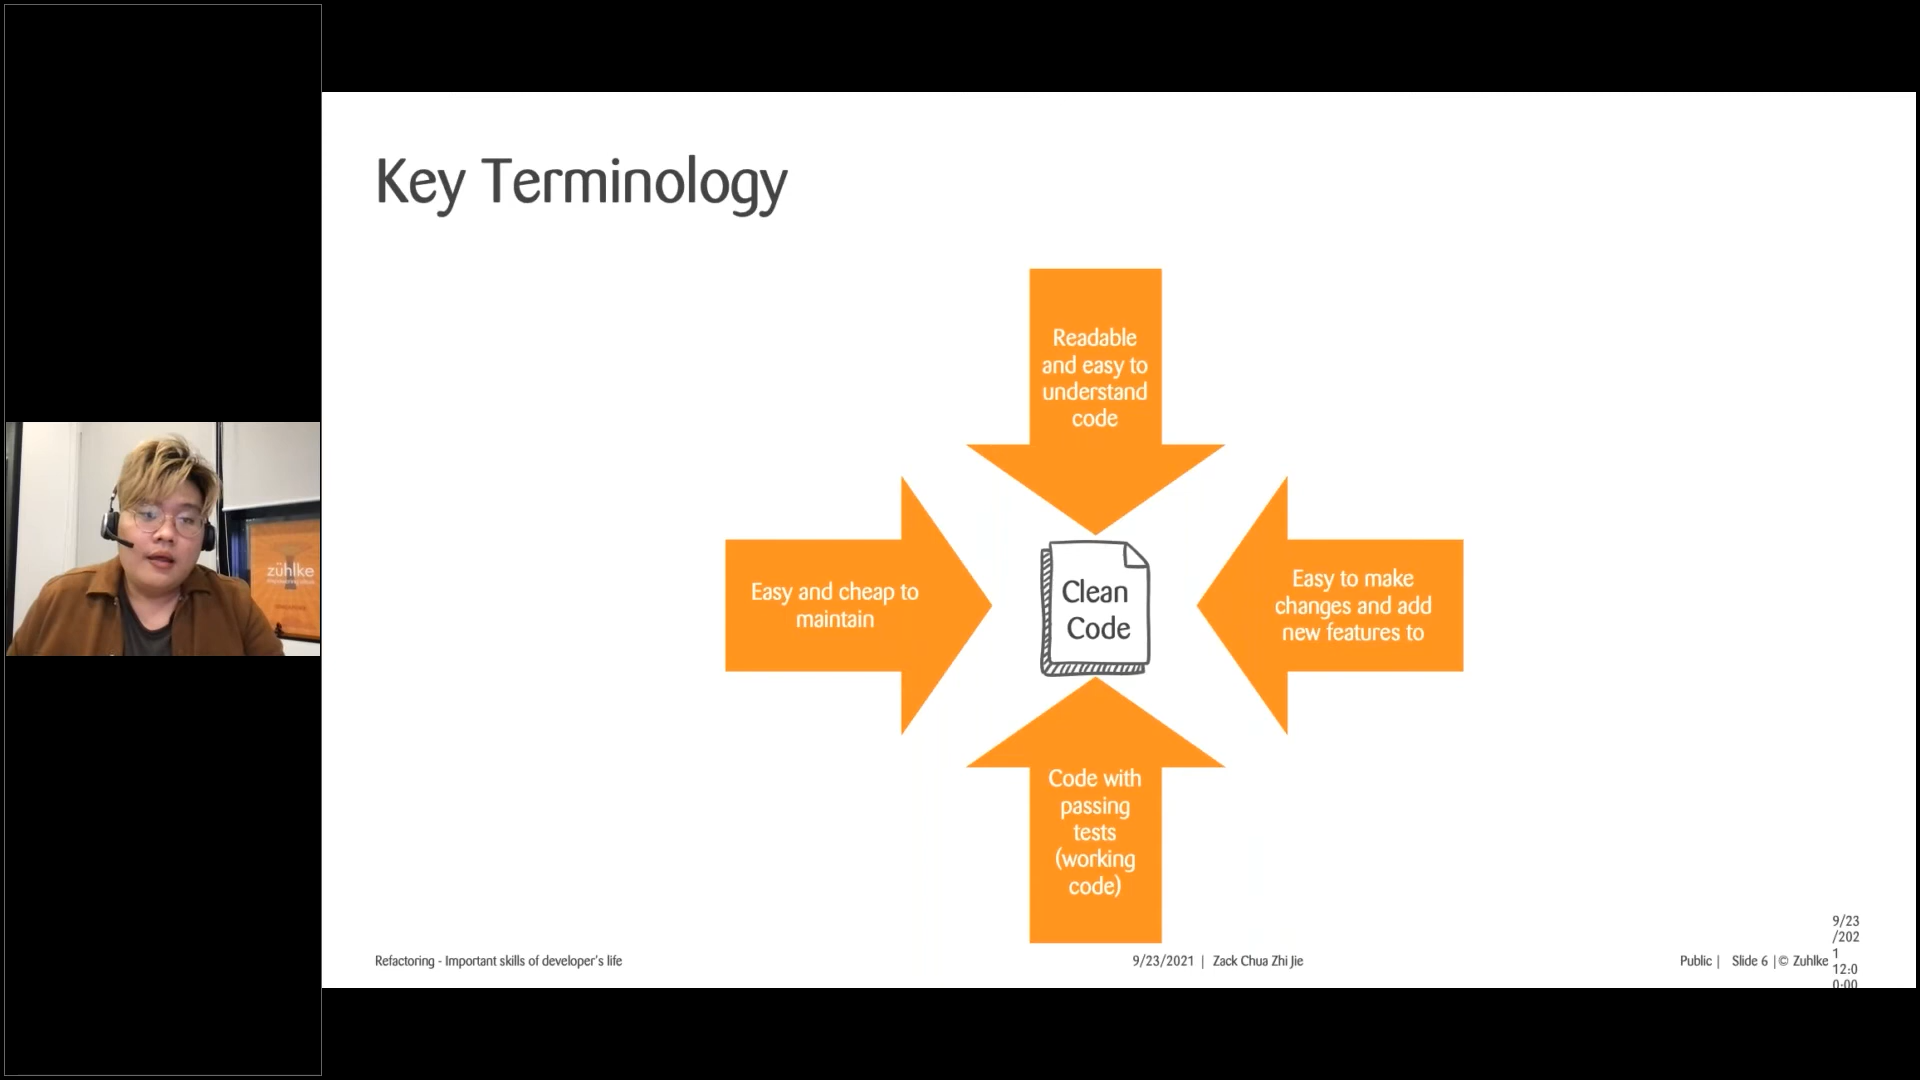 Key Terminology
Readable
and easy to
understand
code
Easy and cheap to
maintain
Clean
Code
Easy to make
changes and add
new features to
Code with
passing
tests
(working
code)
zühlke
Refactoring - Important skills of developer's life
9/23/2021 | Zack Chua Zhi Jie
Public | Slide 6 | © Zuhlke
9/23
/202
1
12:0
0:00